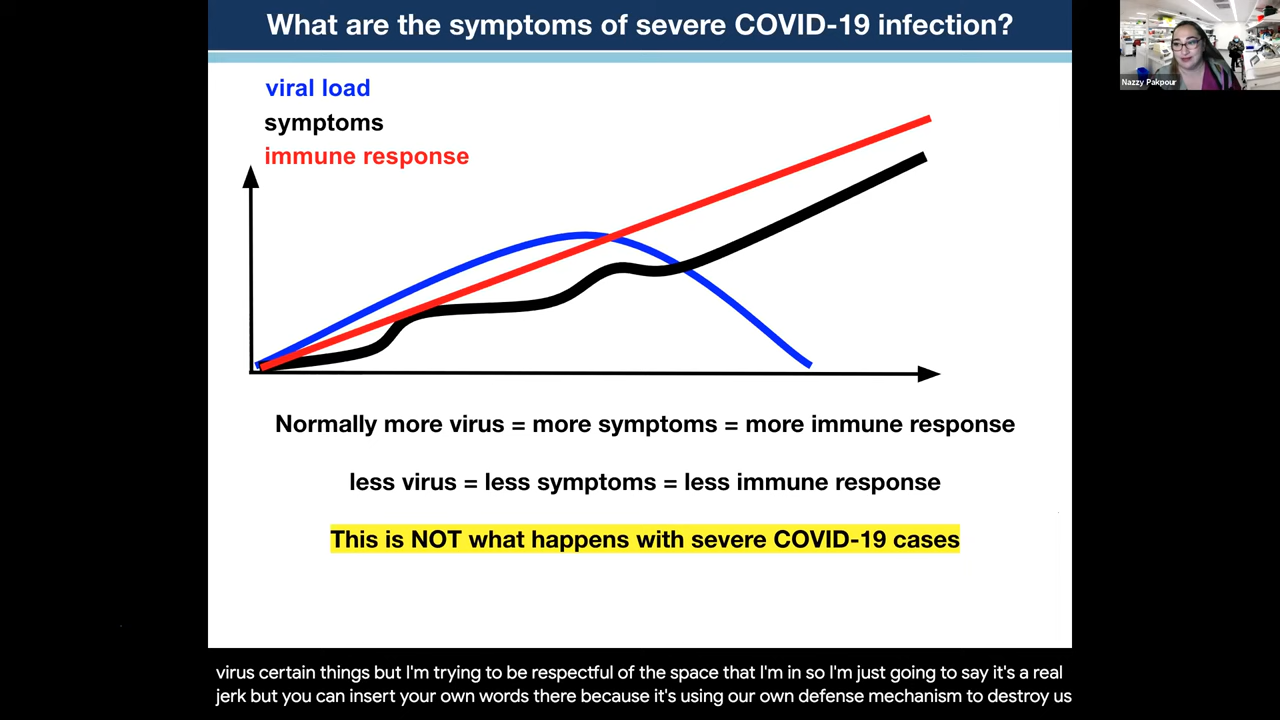 What are the symptoms of severe COVID-19 infection?
Nazzy Pakpour
viral load
symptoms
immune response
Normally more virus = more symptoms = more immune response
less virus = less symptoms = less immune response
This is NOT what happens with severe COVID-19 cases
virus certain things but I'm trying to be respectful of the space that I'm in so I'm just going to say it's a real
jerk but you can insert your own words there because it's using our own defense mechanism to destroy us